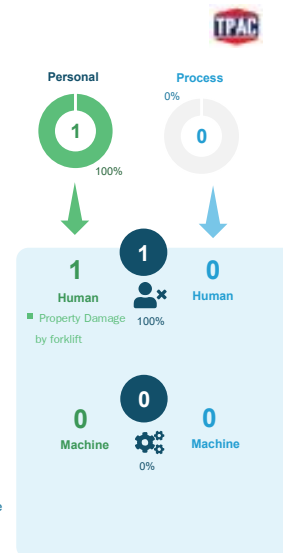 TPAC
Personal
Process
0%
1
0
100%
1
1
0
Human
Human
Property Damage
by forklift
100%
0
0
0
Machine
Machine
0%
e